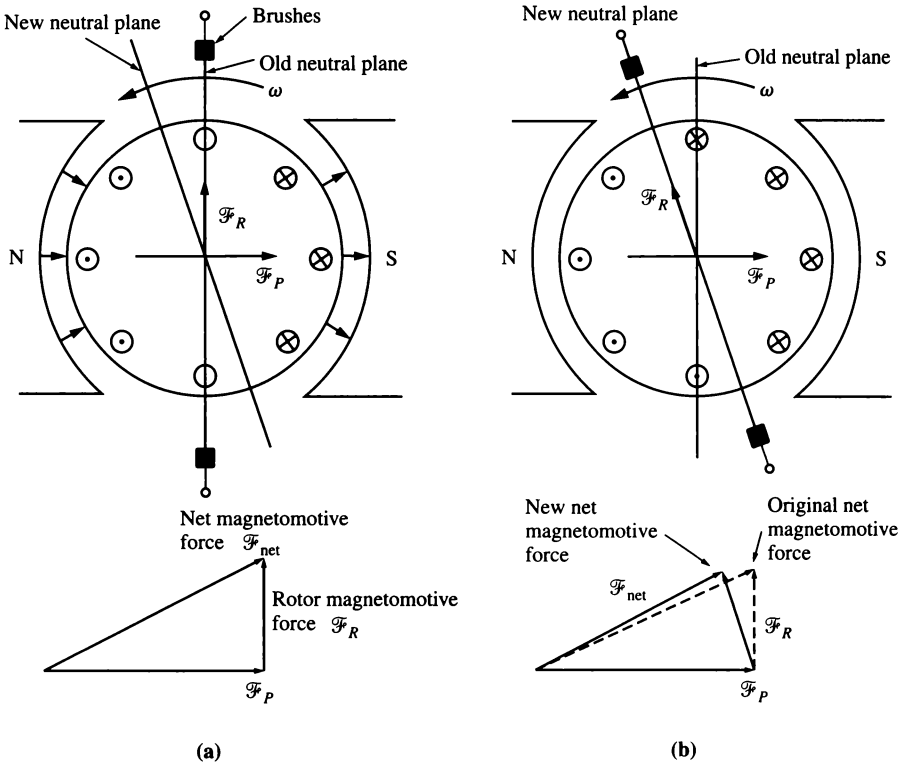 New neutral plane
Brushes
Old neutral plane
ω
N
S
ℱR
ℱP
Net magnetomotive
force ℱnet
Rotor magnetomotive
force ℱR
ℱP
(a)
New neutral plane
Old neutral plane
ω
N
S
ℱR
ℱP
New net
magnetomotive
force
Original net
magnetomotive
force
ℱnet
ℱR
ℱP
(b)